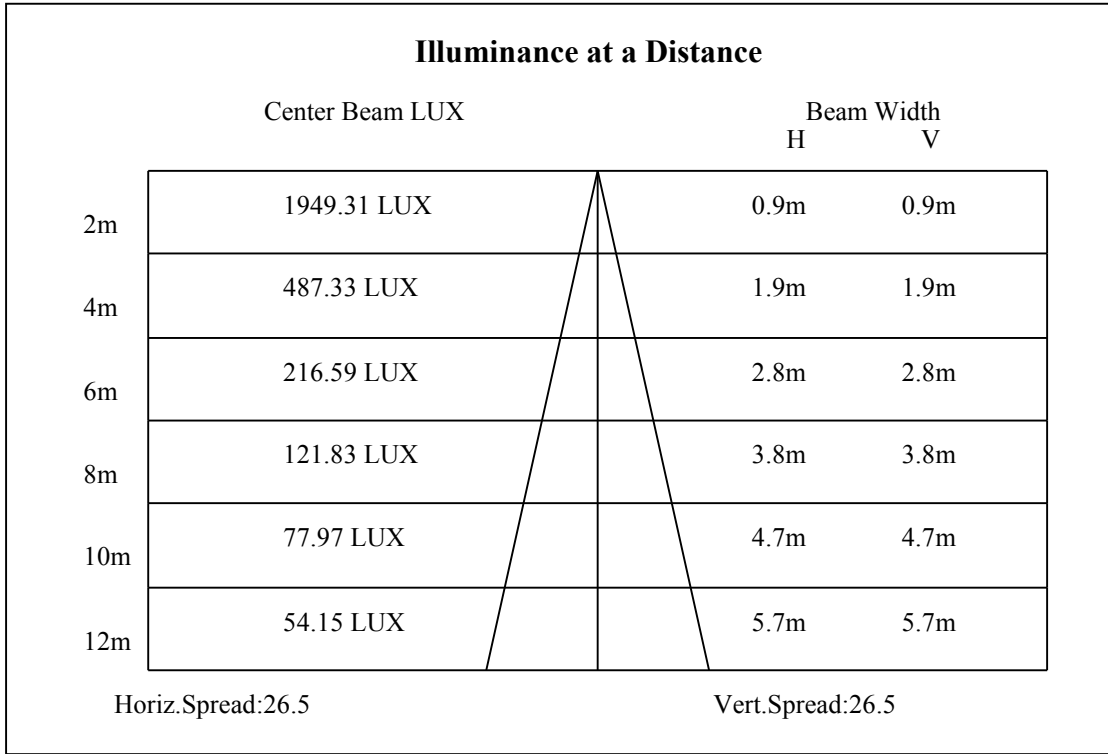 Illuminance at a Distance
Center Beam LUX Beam Width
H V
2m 1949.31 LUX 0.9m 0.9m
4m 487.33 LUX 1.9m 1.9m
6m 216.59 LUX 2.8m 2.8m
8m 121.83 LUX 3.8m 3.8m
10m 77.97 LUX 4.7m 4.7m
12m 54.15 LUX 5.7m 5.7m
Horiz.Spread:26.5 Vert.Spread:26.5